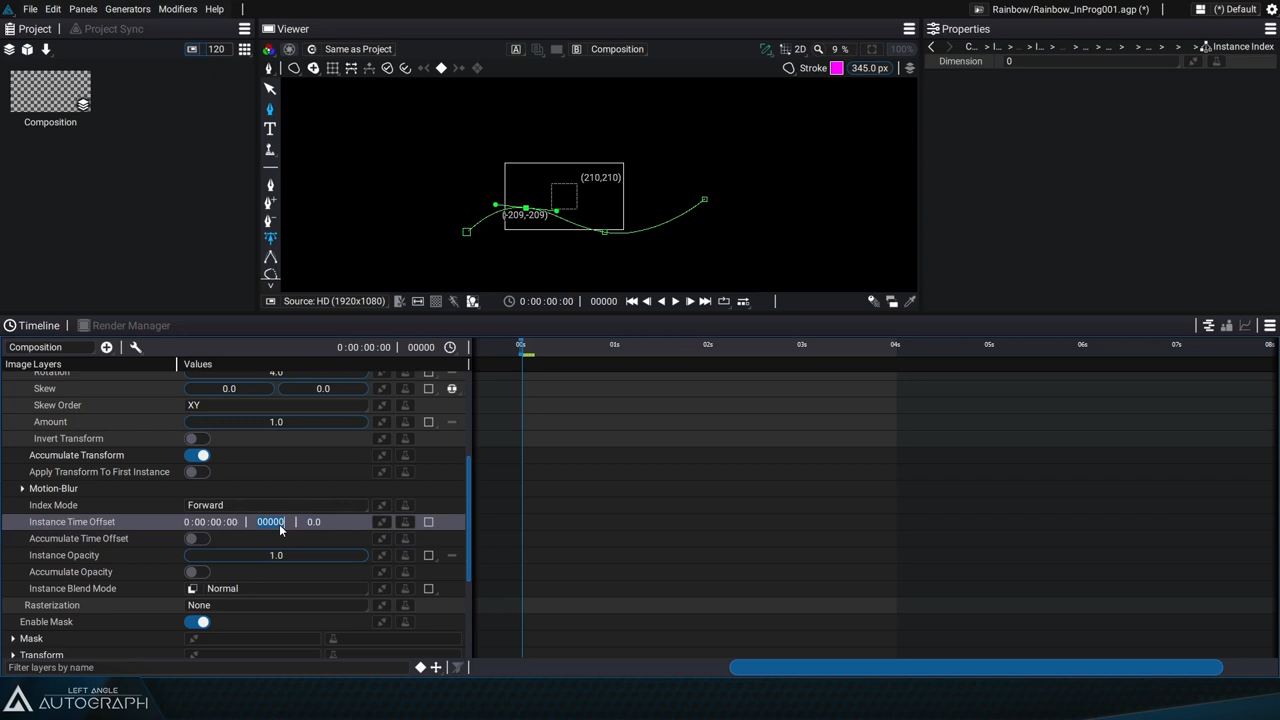 File Edit Panels Generators Modifiers Help Rainbow/Rainbow_InProg001.agp (*) (*) Default
Project Project Sync Viewer Properties
120 Same as Project A B Composition 2D 9 % 100% C... I... I... Instance Index
Stroke 345.0 px Dimension 0
Composition
(210,210)
(-209,-209)
Source: HD (1920x1080) 0:00:00:00 00000
Timeline Render Manager
Composition 0:00:00:00 00000 00s 01s 02s 03s 04s 05s 06s 07s 08s
Image Layers Values
Rotation 4.0
Skew 0.0 0.0
Skew Order XY
Amount 1.0
Invert Transform
Accumulate Transform
Apply Transform To First Instance
Motion-Blur
Index Mode Forward
Instance Time Offset 0:00:00:00 00000 0.0
Accumulate Time Offset
Instance Opacity 1.0
Accumulate Opacity
Instance Blend Mode Normal
Rasterization None
Enable Mask
Mask
Transform
Filter layers by name
LEFT ANGLE
AUTOGRAPH